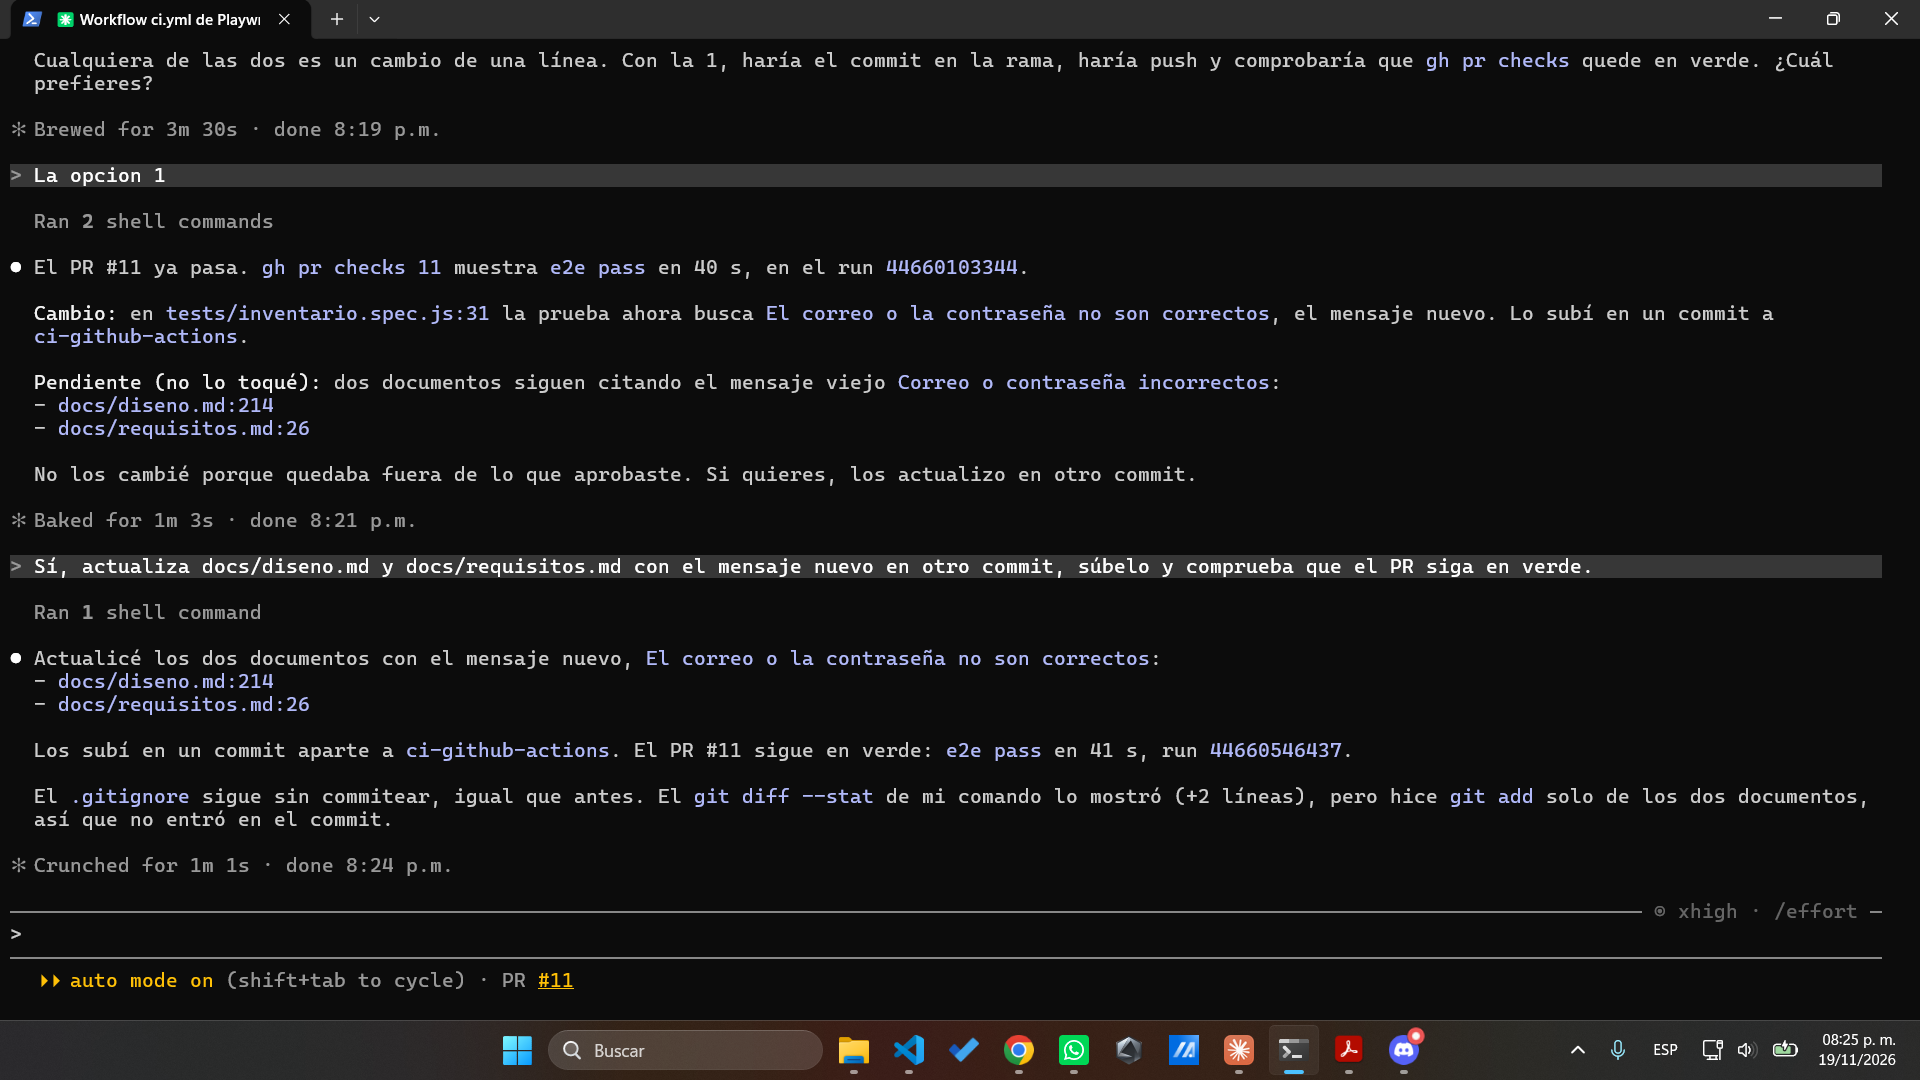 Workflow ci.yml de Playw
Cualquiera de las dos es un cambio de una línea. Con la 1, haría el commit en la rama, haría push y comprobaría que gh pr checks quede en verde. ¿Cuál
prefieres?
✻ Brewed for 3m 30s · done 8:19 p.m.
> La opcion 1
Ran 2 shell commands
● El PR #11 ya pasa. gh pr checks 11 muestra e2e pass en 40 s, en el run 44660103344.
Cambio: en tests/inventario.spec.js:31 la prueba ahora busca El correo o la contraseña no son correctos, el mensaje nuevo. Lo subí en un commit a
ci-github-actions.
Pendiente (no lo toqué): dos documentos siguen citando el mensaje viejo Correo o contraseña incorrectos:
- docs/diseno.md:214
- docs/requisitos.md:26
No los cambié porque quedaba fuera de lo que aprobaste. Si quieres, los actualizo en otro commit.
✻ Baked for 1m 3s · done 8:21 p.m.
> Sí, actualiza docs/diseno.md y docs/requisitos.md con el mensaje nuevo en otro commit, súbelo y comprueba que el PR siga en verde.
Ran 1 shell command
● Actualicé los dos documentos con el mensaje nuevo, El correo o la contraseña no son correctos:
- docs/diseno.md:214
- docs/requisitos.md:26
Los subí en un commit aparte a ci-github-actions. El PR #11 sigue en verde: e2e pass en 41 s, run 44660546437.
El .gitignore sigue sin commitear, igual que antes. El git diff --stat de mi comando lo mostró (+2 líneas), pero hice git add solo de los dos documentos,
así que no entró en el commit.
✻ Crunched for 1m 1s · done 8:24 p.m.
◉ xhigh · /effort
>
⏵⏵ auto mode on (shift+tab to cycle) · PR #11
Buscar
ESP
08:25 p. m.
19/11/2026